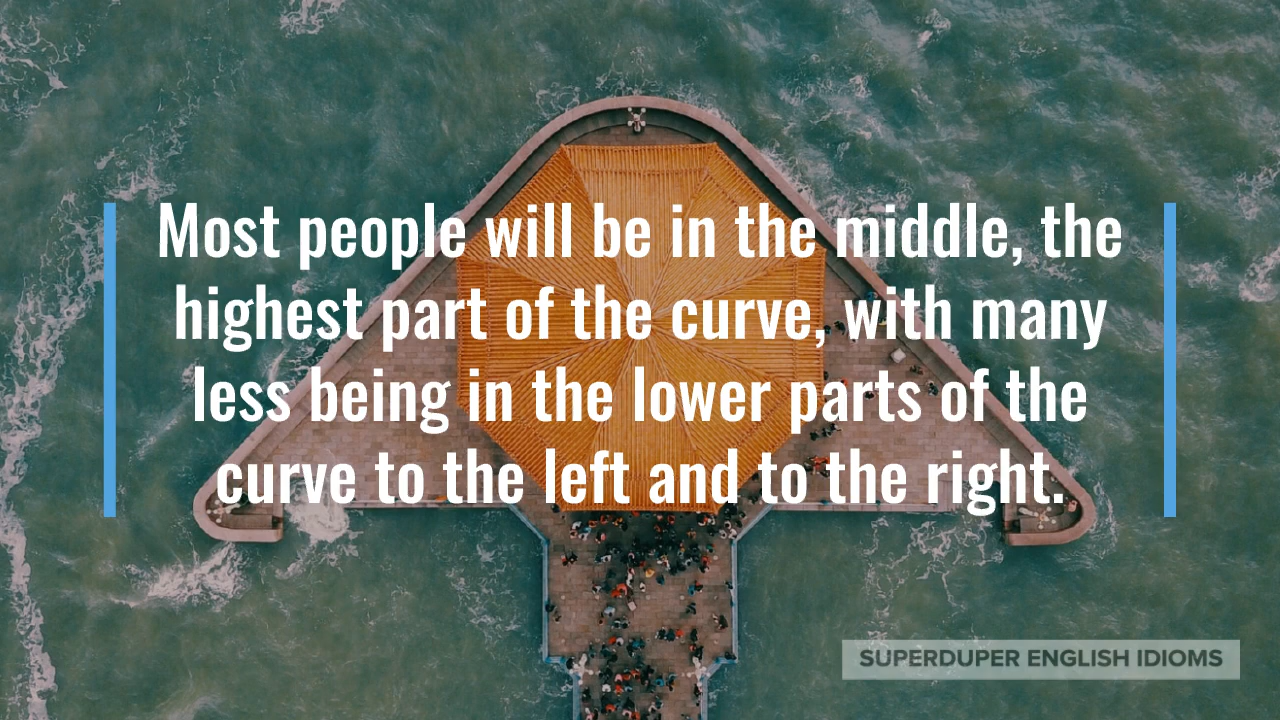 Most people will be in the middle, the
highest part of the curve, with many
less being in the lower parts of the
curve to the left and to the right.
SUPERDUPER ENGLISH IDIOMS